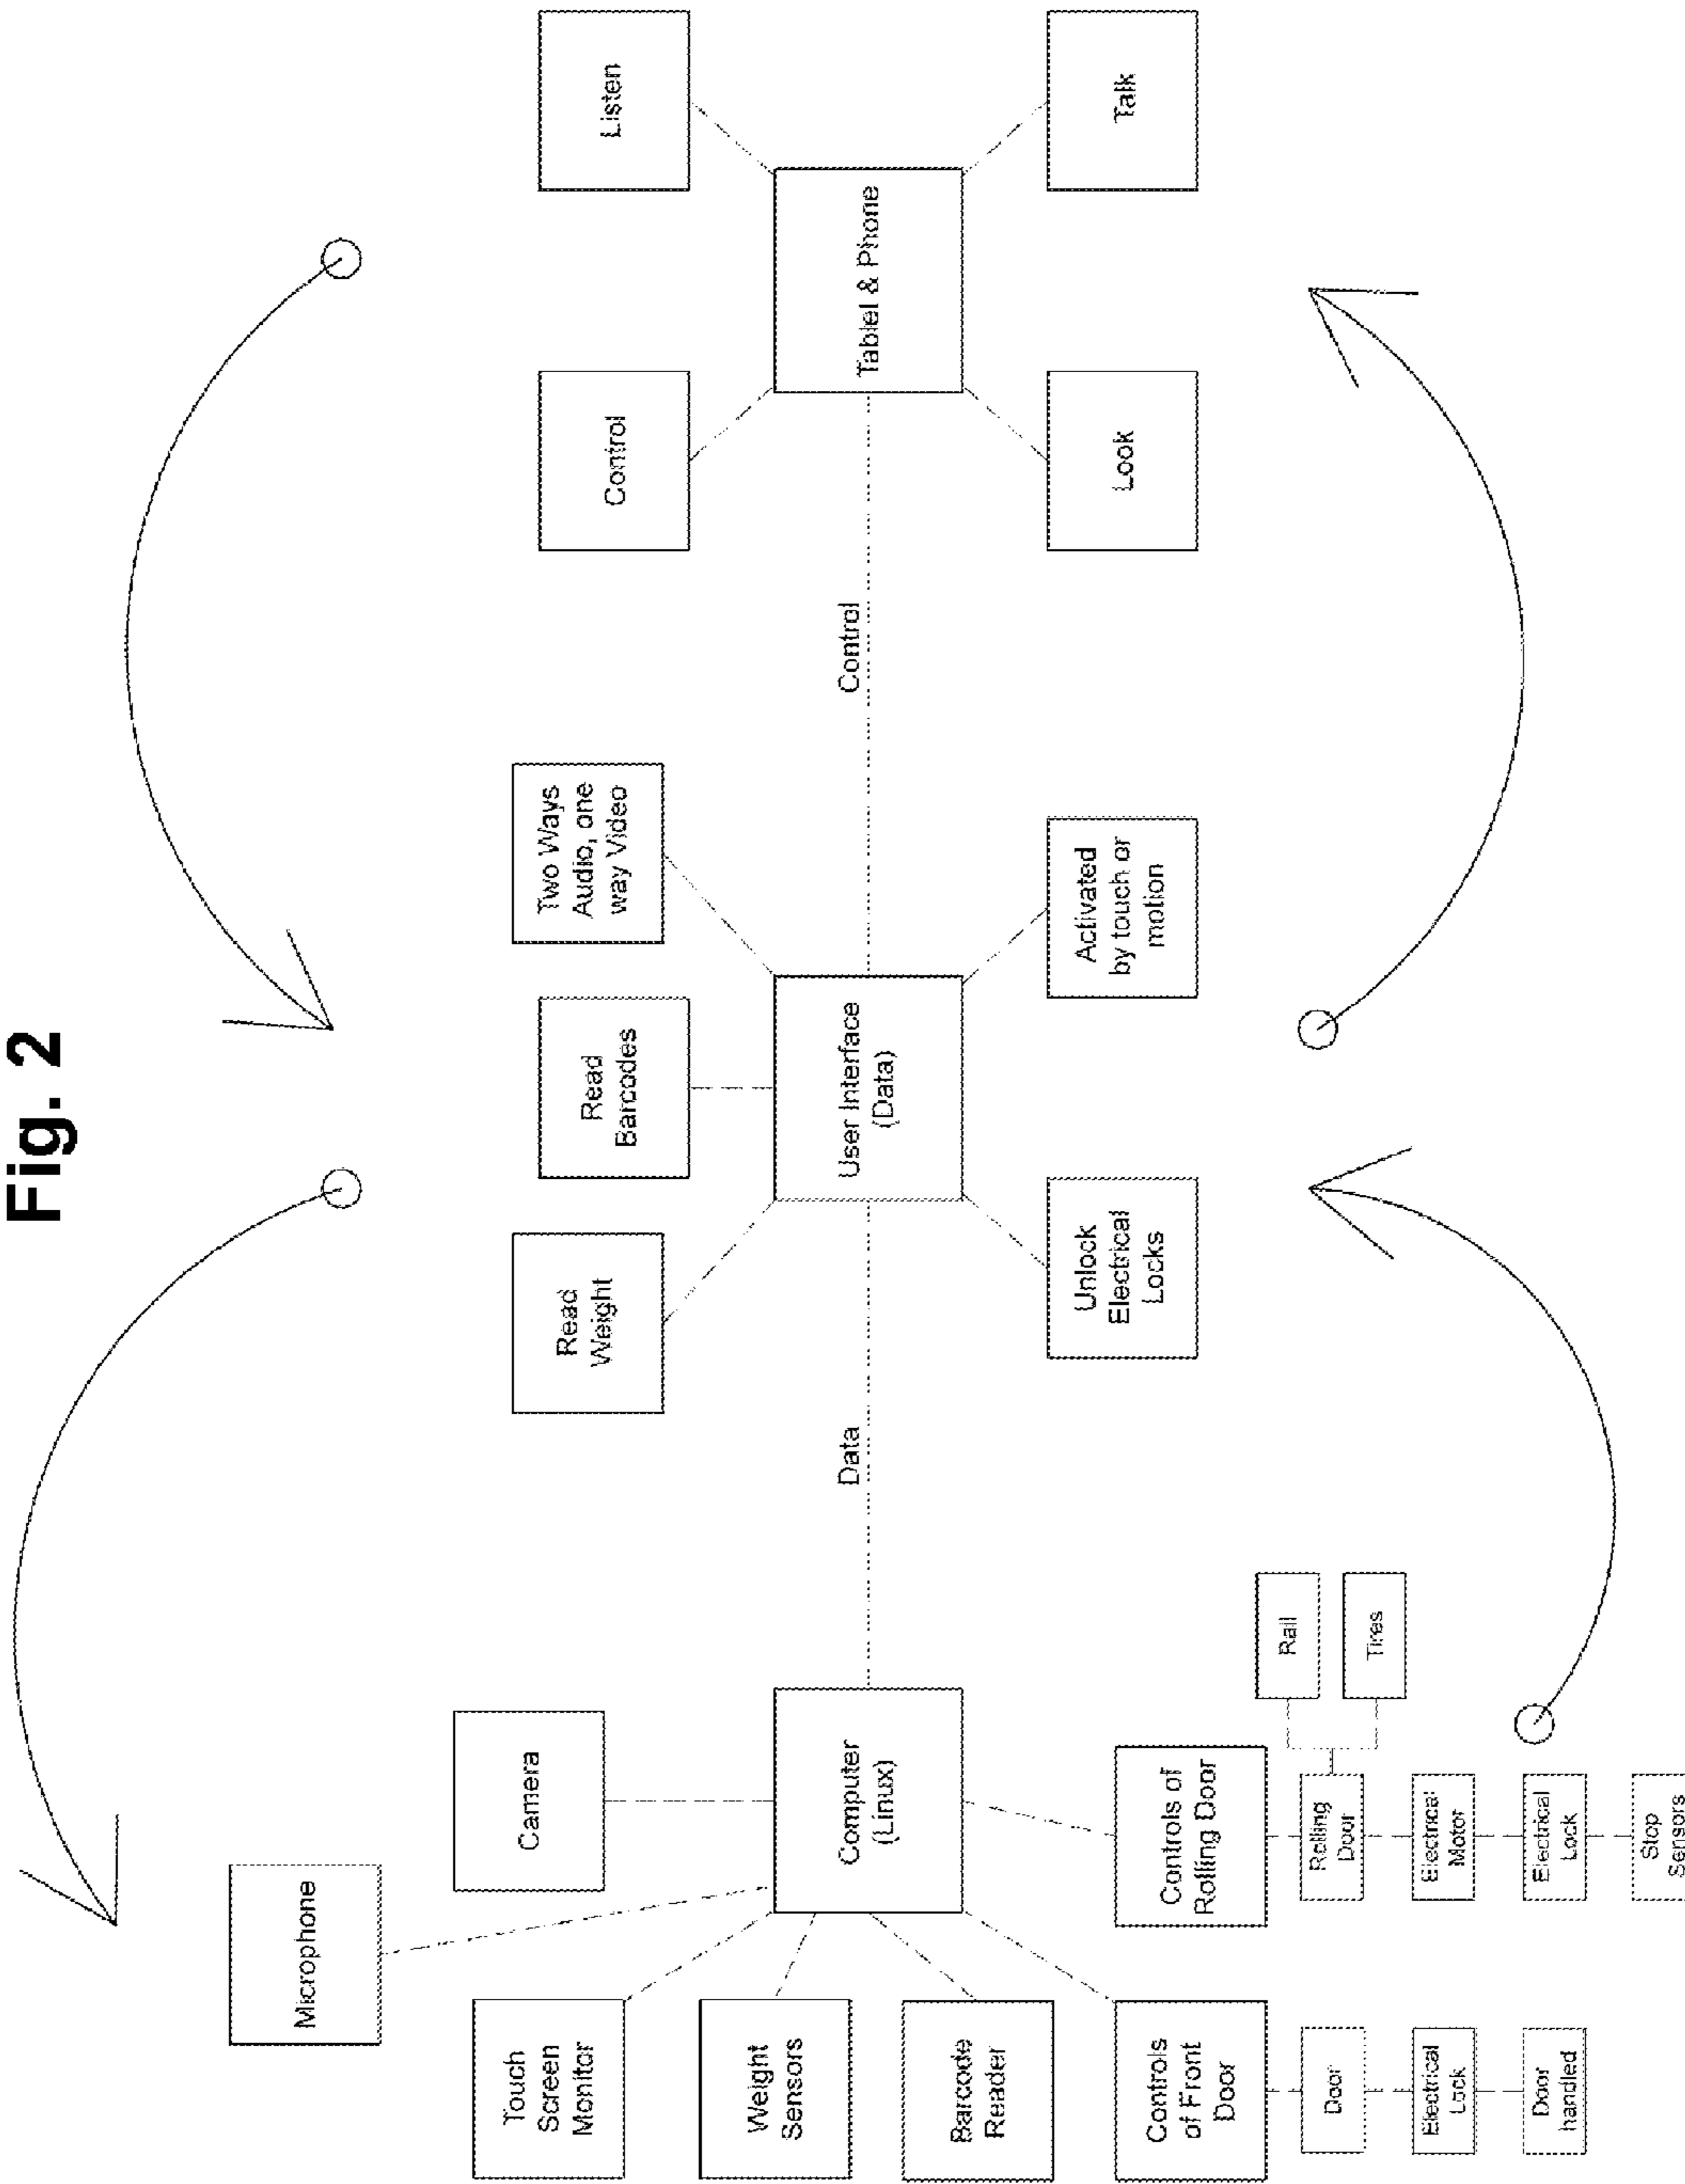 Fig. 2
Microphone
Camera
Touch
Screen
Monitor
Weight
Sensors
Barcode
Reader
Controls
of Front
Door
Door
Electrical
Lock
Door
handled
Computer
(Linux)
Controls of
Rolling Door
Rolling
Door
Rail
Tires
Electrical
Motor
Electrical
Lock
Stop
Sensors
Data
Read
Weight
Read
Barcodes
Two Ways
Audio, one
way Video
User Interface
(Data)
Unlock
Electrical
Locks
Activated
by touch or
motion
Control
Control
Listen
Tablet & Phone
Look
Talk